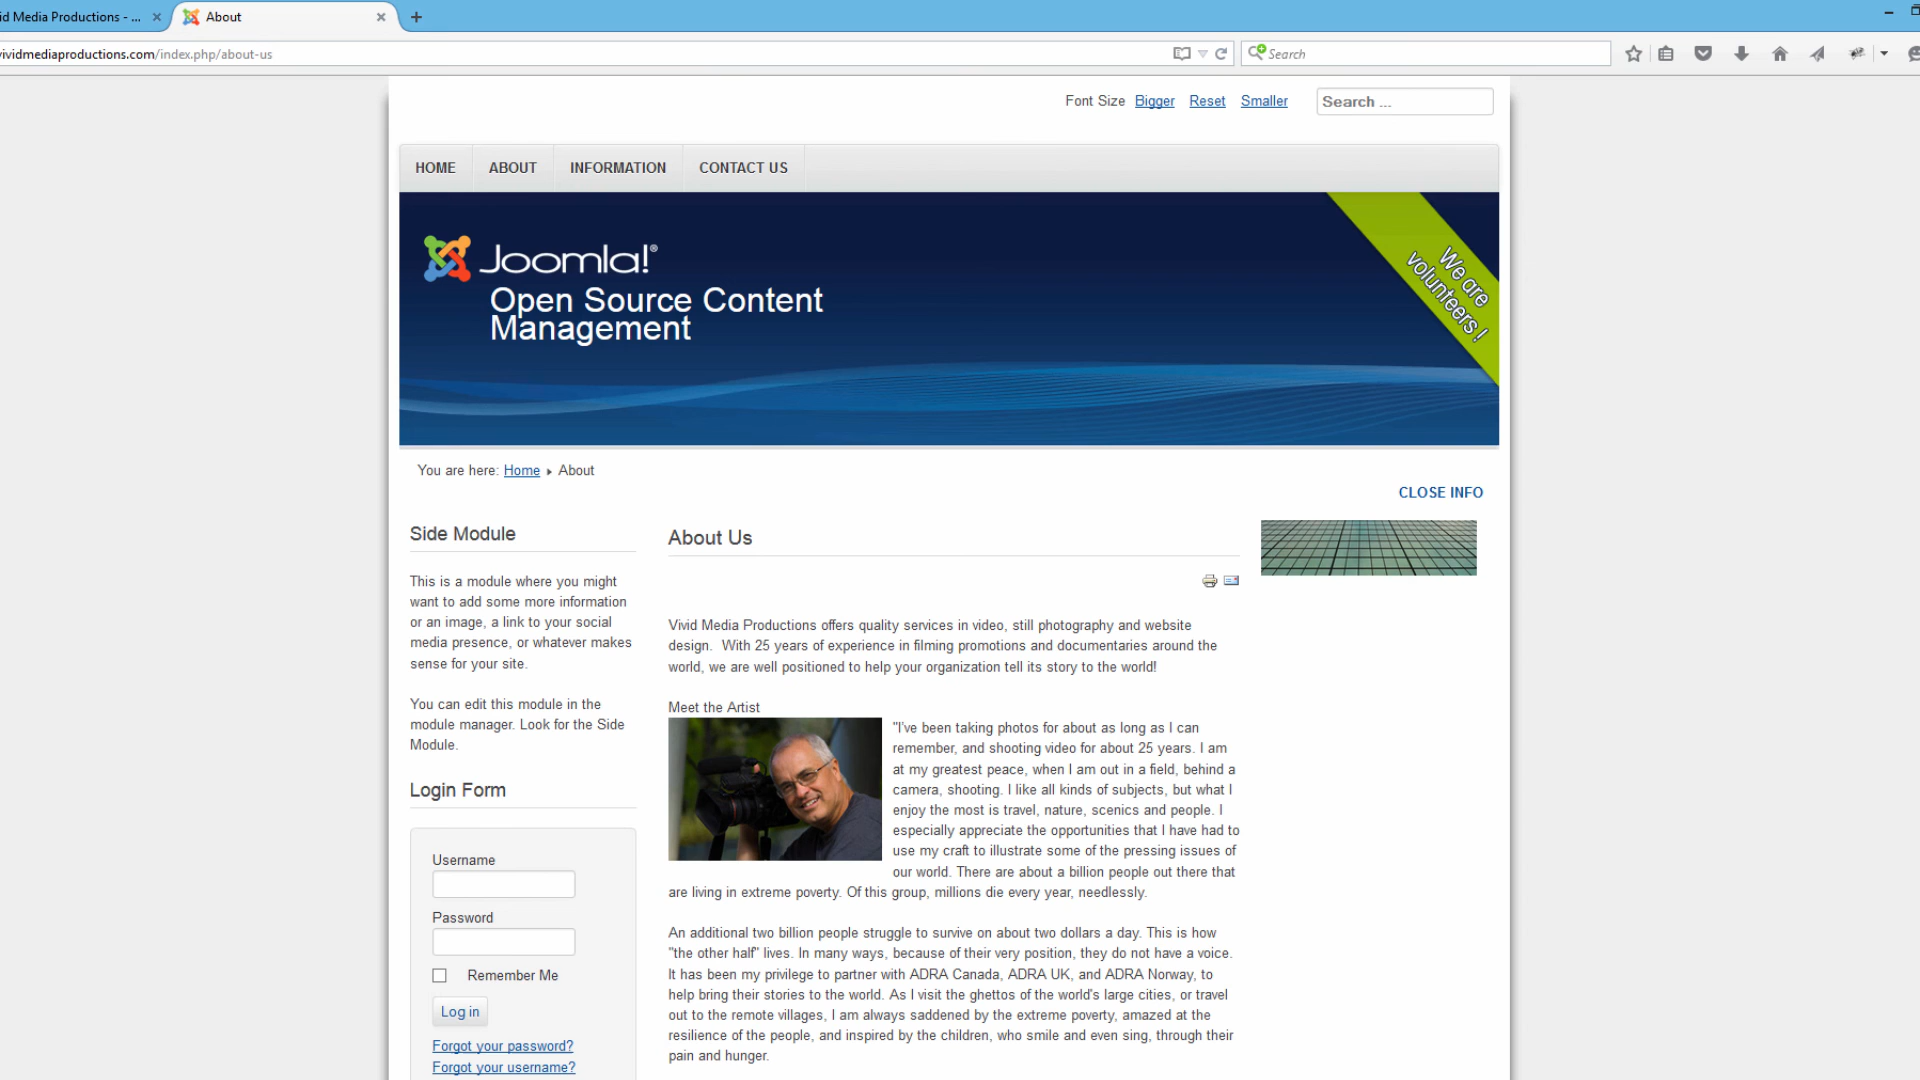 id Media Productions - ...
About
vividmediaproductions.com/index.php/about-us
Search
Font Size Bigger Reset Smaller
Search ...
HOME ABOUT INFORMATION CONTACT US
Joomla!®
Open Source Content
Management
We are
volunteers!
You are here: Home About
CLOSE INFO
Side Module
This is a module where you might
want to add some more information
or an image, a link to your social
media presence, or whatever makes
sense for your site.
You can edit this module in the
module manager. Look for the Side
Module.
Login Form
Username
Password
Remember Me
Log in
Forgot your password?
Forgot your username?
About Us
Vivid Media Productions offers quality services in video, still photography and website
design.  With 25 years of experience in filming promotions and documentaries around the
world, we are well positioned to help your organization tell its story to the world!
Meet the Artist
"I've been taking photos for about as long as I can
remember, and shooting video for about 25 years. I am
at my greatest peace, when I am out in a field, behind a
camera, shooting. I like all kinds of subjects, but what I
enjoy the most is travel, nature, scenics and people. I
especially appreciate the opportunities that I have had to
use my craft to illustrate some of the pressing issues of
our world. There are about a billion people out there that
are living in extreme poverty. Of this group, millions die every year, needlessly.
An additional two billion people struggle to survive on about two dollars a day. This is how
"the other half" lives. In many ways, because of their very position, they do not have a voice.
It has been my privilege to partner with ADRA Canada, ADRA UK, and ADRA Norway, to
help bring their stories to the world. As I visit the ghettos of the world's large cities, or travel
out to the remote villages, I am always saddened by the extreme poverty, amazed at the
resilience of the people, and inspired by the children, who smile and even sing, through their
pain and hunger.